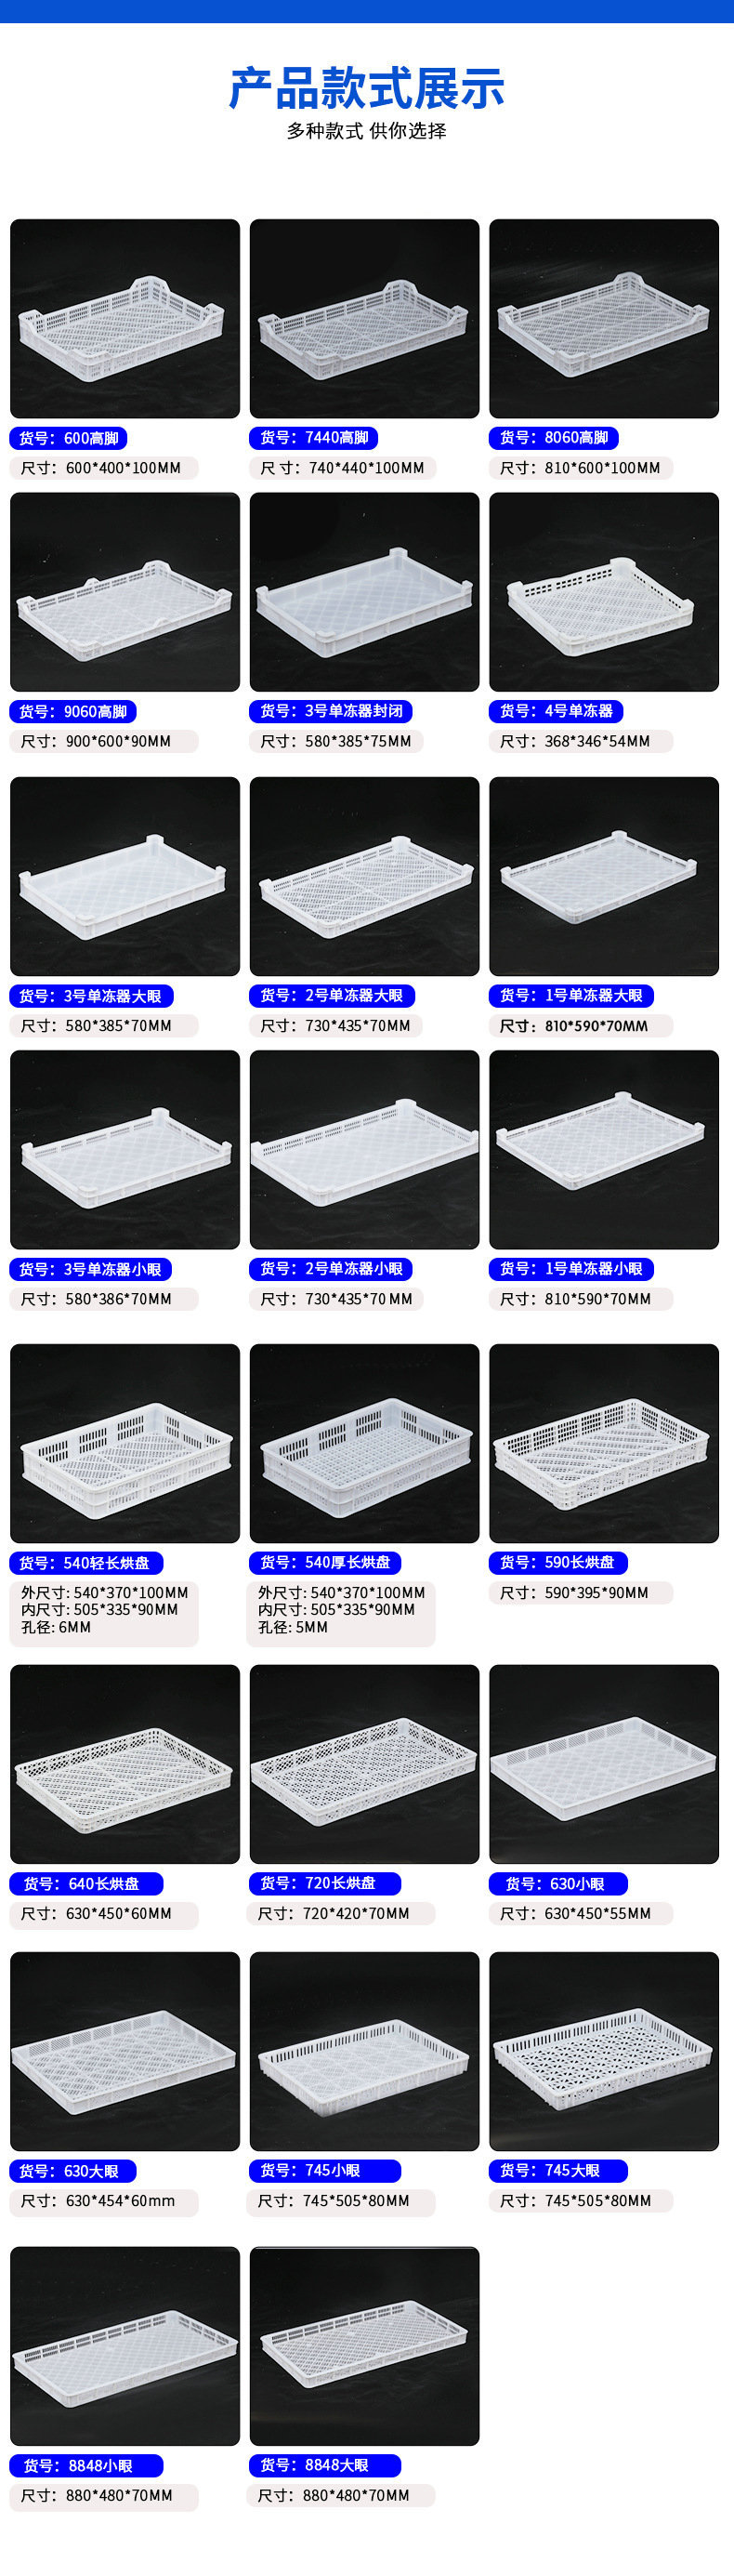 产品款式展示
多种款式 供你选择
货号：600高脚
货号：7440高脚
货号：8060高脚
尺寸：600*400*100MM
尺 寸：740*440*100MM
尺寸：810*600*100MM
货号：9060高脚
货号：3号单冻器封闭
货号：4号单冻器
尺寸：900*600*90MM
尺寸：580*385*75MM
尺寸：368*346*54MM
货号：3号单冻器大眼
货号：2号单冻器大眼
货号：1号单冻器大眼
尺寸：580*385*70MM
尺寸：730*435*70MM
尺寸：810*590*70MM
货号：3号单冻器小眼
货号：2号单冻器小眼
货号：1号单冻器小眼
尺寸：580*386*70MM
尺寸：730*435*70 MM
尺寸：810*590*70MM
货号：540轻长烘盘
货号：540厚长烘盘
货号：590长烘盘
外尺寸: 540*370*100MM
内尺寸: 505*335*90MM
孔径: 6MM
外尺寸: 540*370*100MM
内尺寸: 505*335*90MM
孔径: 5MM
尺寸：590*395*90MM
货号：640长烘盘
货号：720长烘盘
货号：630小眼
尺寸：630*450*60MM
尺寸：720*420*70MM
尺寸：630*450*55MM
货号：630大眼
货号：745小眼
货号：745大眼
尺寸：630*454*60mm
尺寸：745*505*80MM
尺寸：745*505*80MM
货号：8848小眼
货号：8848大眼
尺寸：880*480*70MM
尺寸：880*480*70MM